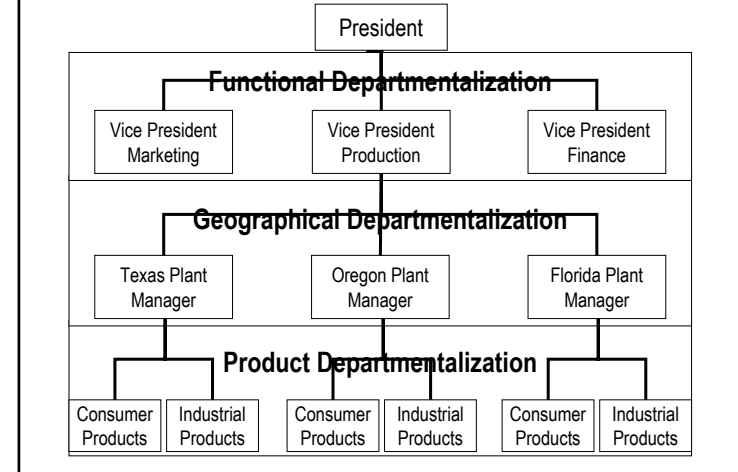 President
Functional Departmentalization
Vice President
Marketing
Vice President
Production
Vice President
Finance
Geographical Departmentalization
Texas Plant
Manager
Oregon Plant
Manager
Florida Plant
Manager
Product Departmentalization
Consumer
Products
Industrial
Products
Consumer
Products
Industrial
Products
Consumer
Products
Industrial
Products